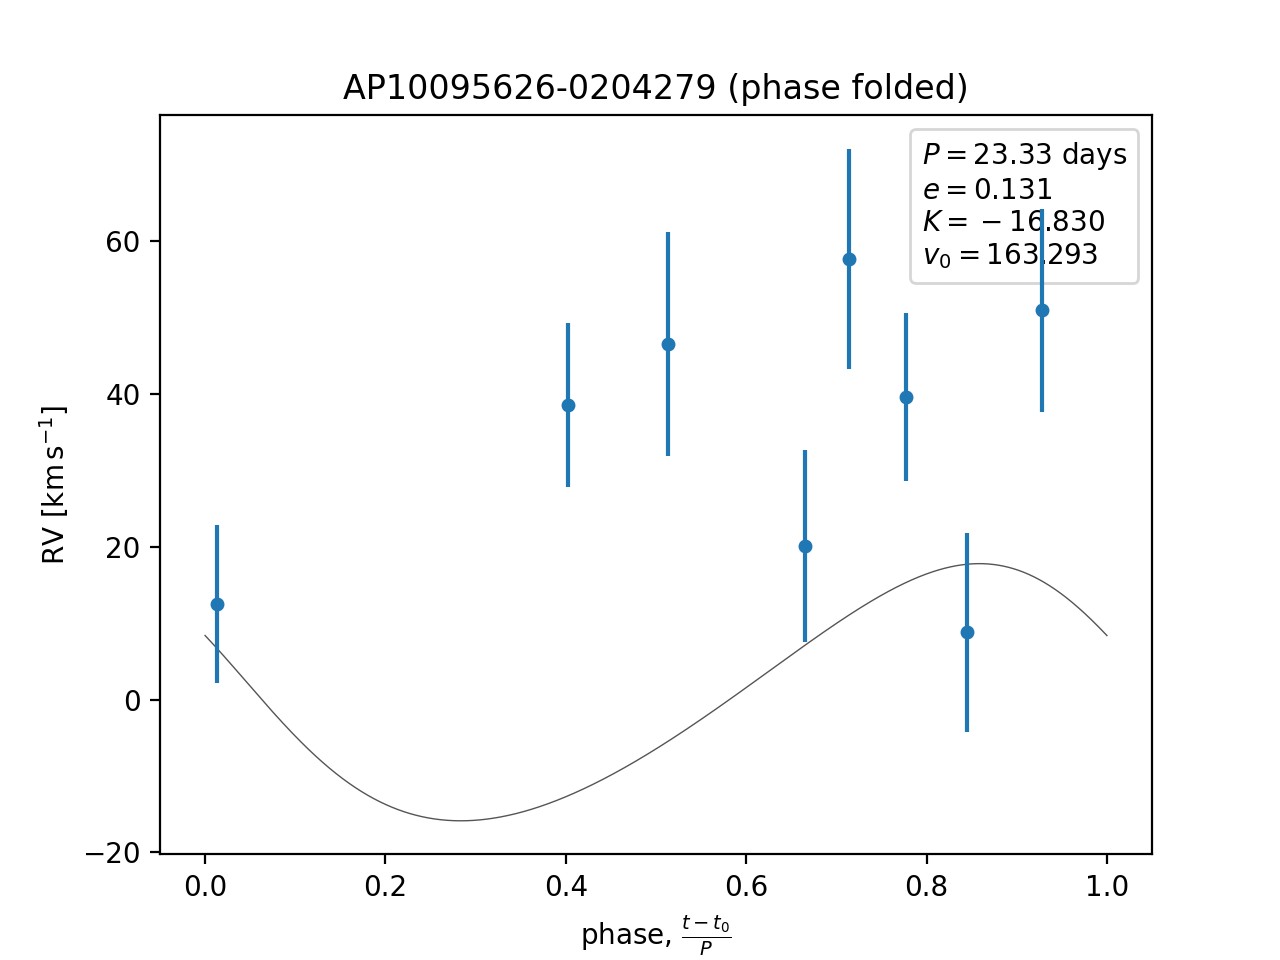 AP10095626-0204279 (phase folded)
P = 23.33 days
e = 0.131
K = −16.830
v₀ = 163.293
RV [km s⁻¹]
60
40
20
0
−20
0.0 0.2 0.4 0.6 0.8 1.0
phase, (t − t₀)/P